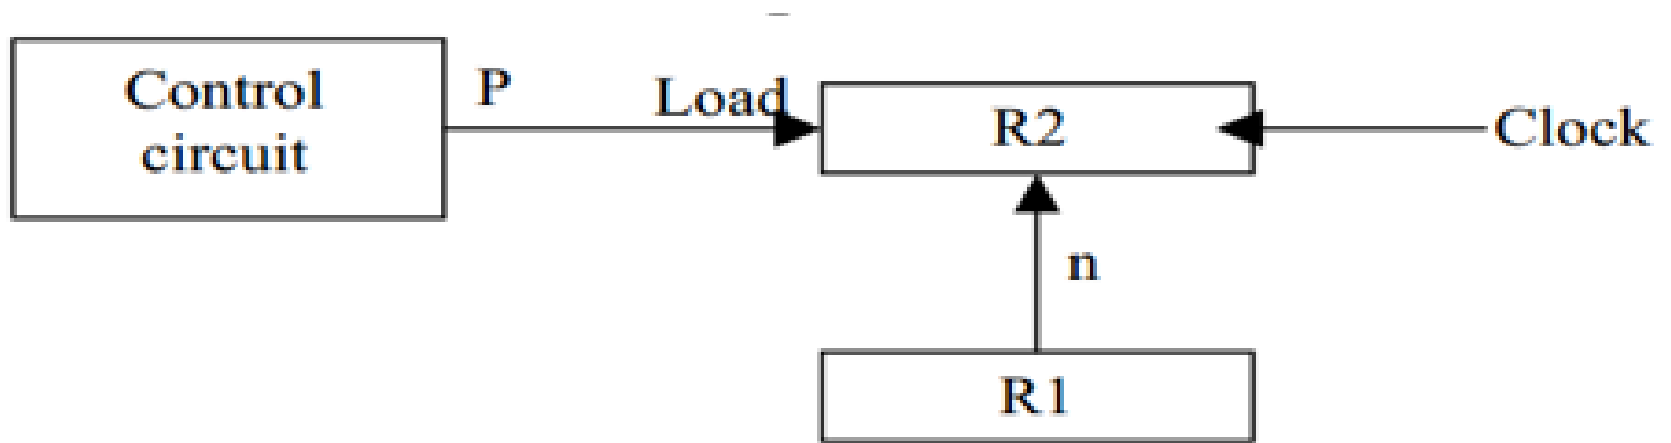 Control
circuit
P
Load
R2
Clock
n
R1